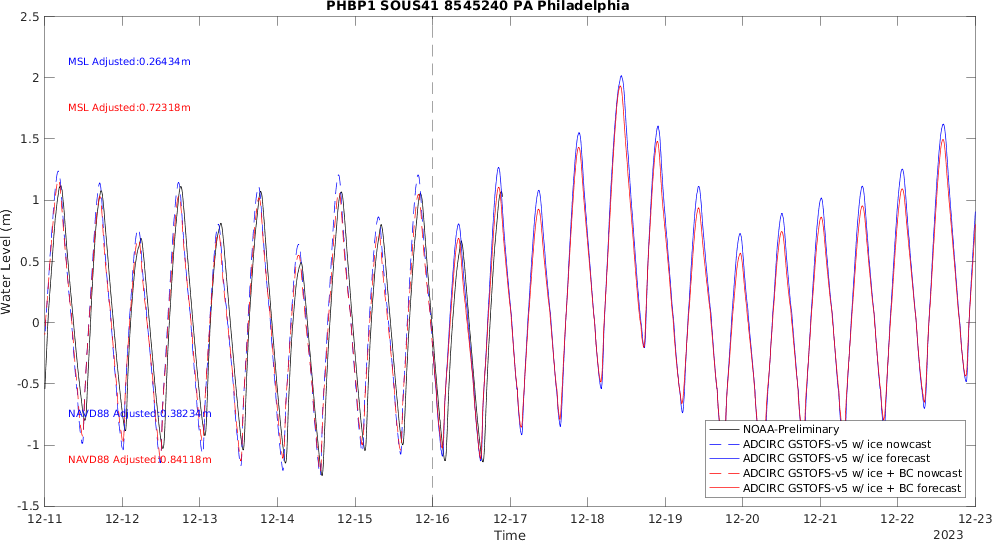 PHBP1 SOUS41 8545240 PA Philadelphia
2.5
2
1.5
1
0.5
0
-0.5
-1
-1.5
Water Level (m)
MSL Adjusted:0.26434m
MSL Adjusted:0.72318m
NAVD88 Adjusted:0.38234m
NAVD88 Adjusted:0.84118m
NOAA-Preliminary
ADCIRC GSTOFS-v5 w/ ice nowcast
ADCIRC GSTOFS-v5 w/ ice forecast
ADCIRC GSTOFS-v5 w/ ice + BC nowcast
ADCIRC GSTOFS-v5 w/ ice + BC forecast
12-11 12-12 12-13 12-14 12-15 12-16 12-17 12-18 12-19 12-20 12-21 12-22 12-23
Time
2023